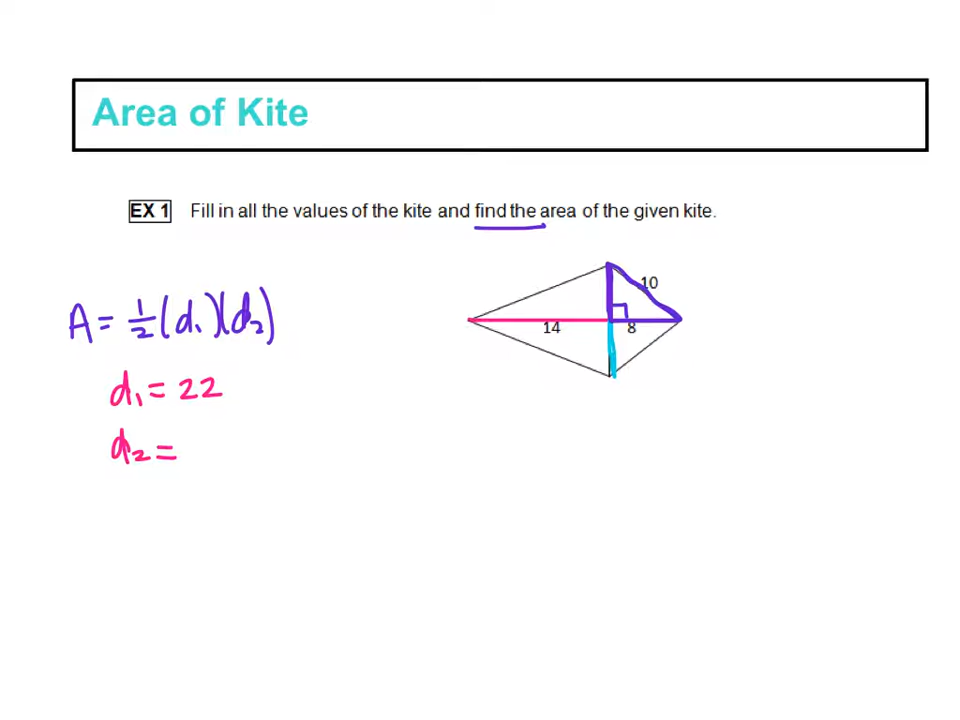 Area of Kite
EX 1 Fill in all the values of the kite and find the area of the given kite.
10
14 8
A = 1/2 (d₁)(d₂)
d₁ = 22
d₂ =